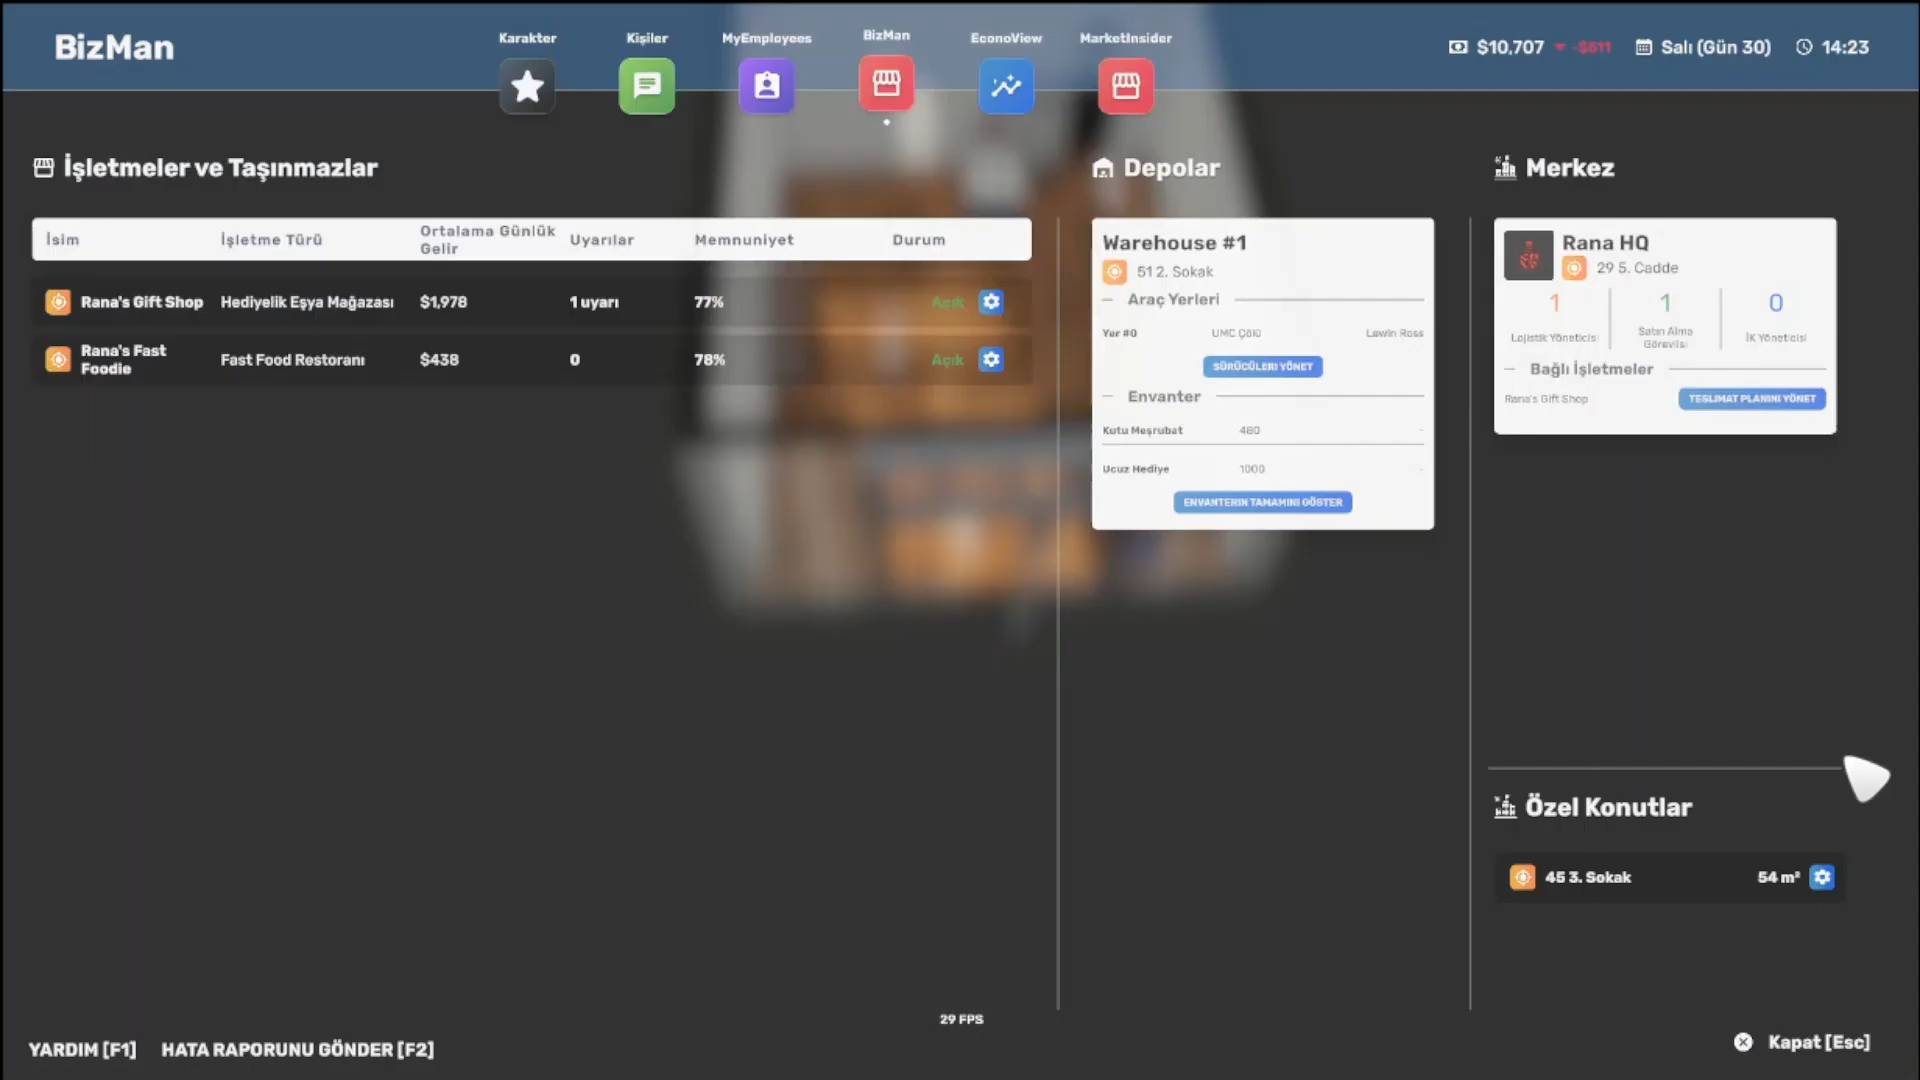 BizMan
Karakter
Kişiler
MyEmployees
BizMan
EconoView
MarketInsider
$10,707 -$611 Salı (Gün 30) 14:23
İşletmeler ve Taşınmazlar
İsim İşletme Türü Ortalama Günlük Gelir Uyarılar Memnuniyet Durum
Rana's Gift Shop Hediyelik Eşya Mağazası $1,978 1 uyarı 77% Açık
Rana's Fast Foodie Fast Food Restoranı $438 0 78% Açık
Depolar
Warehouse #1
51 2. Sokak
Araç Yerleri
Yer #0 UMC Çölü Lewin Ross
SÜRÜCÜLERI YÖNET
Envanter
Kutu Meşrubat 480 -
Ucuz Hediye 1000 -
ENVANTERIN TAMAMINI GÖSTER
Merkez
Rana HQ
29 5. Cadde
1 1 0
Lojistik Yöneticisi Satın Alma Görevlisi İK Yöneticisi
Bağlı İşletmeler
Rana's Gift Shop TESLIMAT PLANINI YÖNET
Özel Konutlar
45 3. Sokak 54 m²
29 FPS
YARDIM [F1] HATA RAPORUNU GÖNDER [F2]
Kapat [Esc]